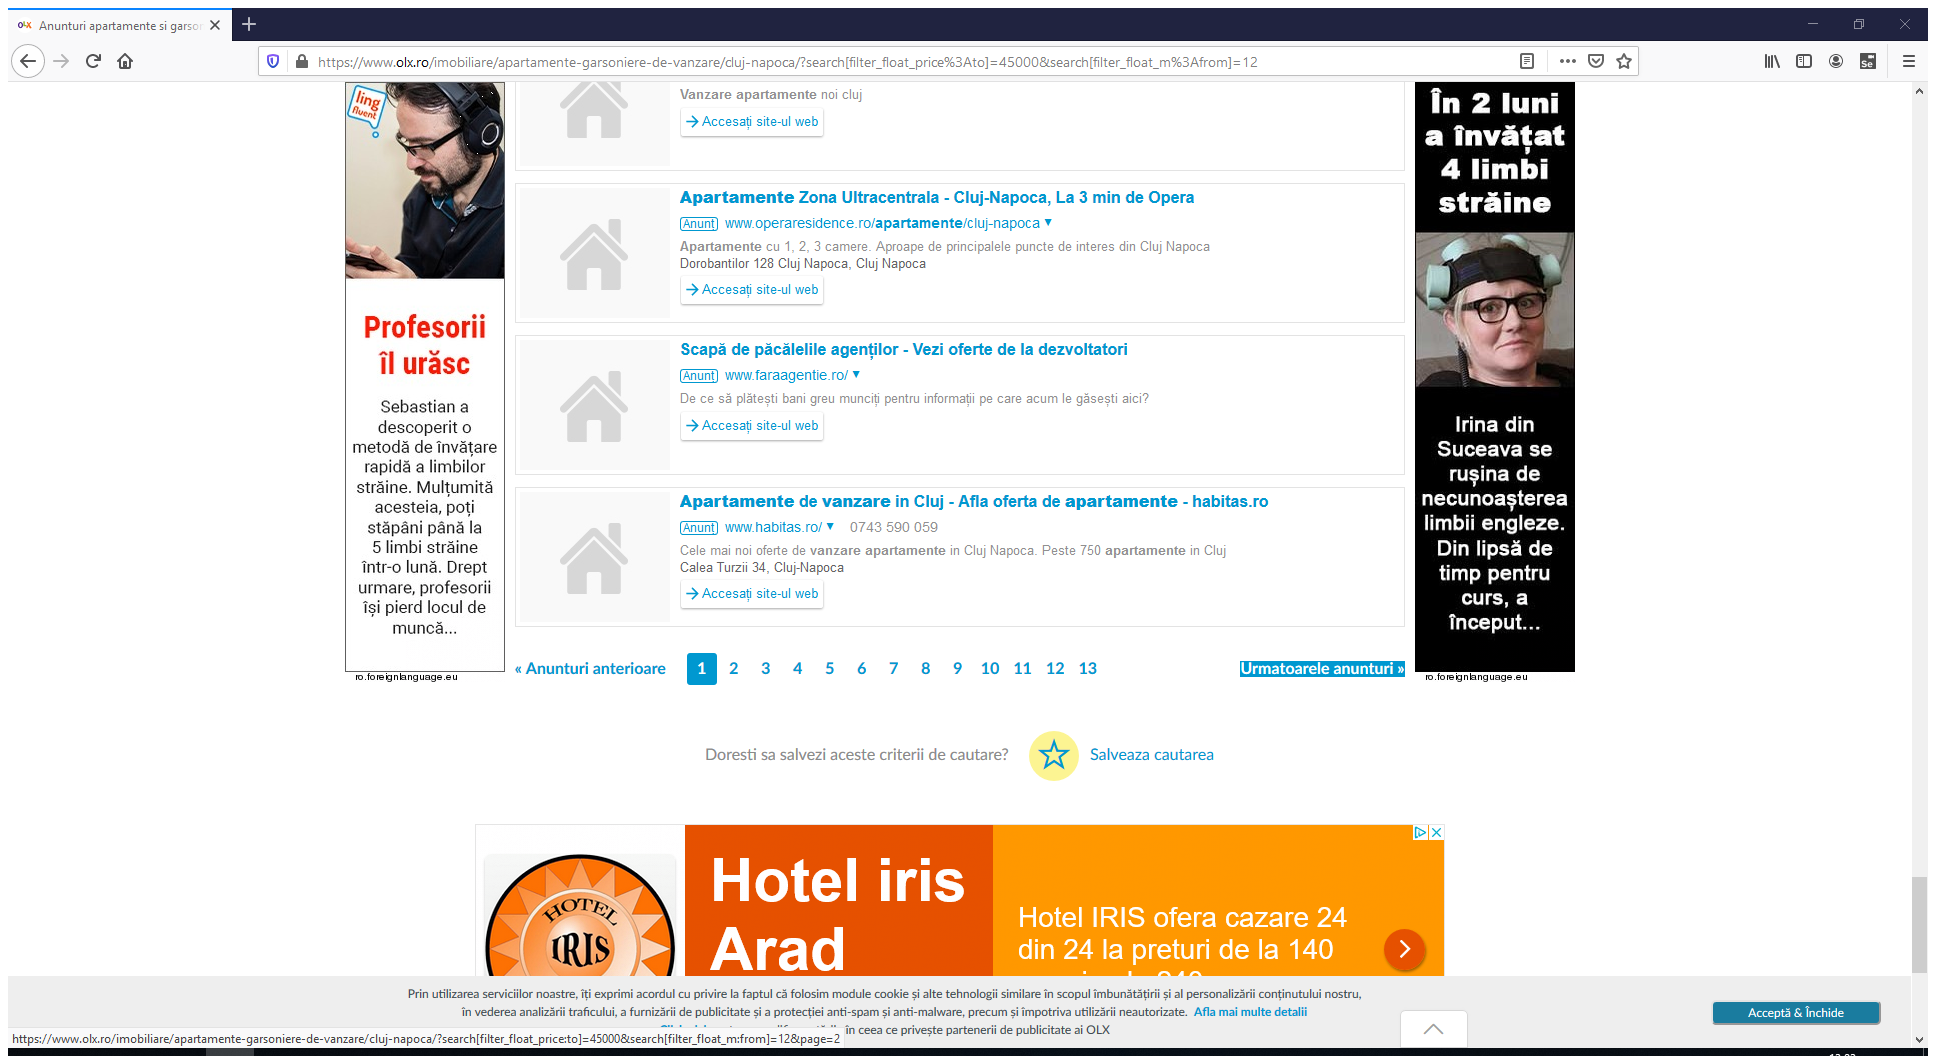 OLX Anunturi apartamente si garson
https://www.olx.ro/imobiliare/apartamente-garsoniere-de-vanzare/cluj-napoca/?search[filter_float_price%3Ato]=45000&search[filter_float_m%3Afrom]=12
Se
ling
fluent
Profesorii
îl urăsc
Sebastian a
descoperit o
metodă de învățare
rapidă a limbilor
străine. Mulțumită
acesteia, poți
stăpâni până la
5 limbi străine
într-o lună. Drept
urmare, profesorii
își pierd locul de
muncă...
ro.foreignlanguage.eu
Vanzare apartamente noi cluj
Accesați site-ul web
Apartamente Zona Ultracentrala - Cluj-Napoca, La 3 min de Opera
Anunț www.operaresidence.ro/apartamente/cluj-napoca
Apartamente cu 1, 2, 3 camere. Aproape de principalele puncte de interes din Cluj Napoca
Dorobantilor 128 Cluj Napoca, Cluj Napoca
Accesați site-ul web
Scapă de păcălelile agenților - Vezi oferte de la dezvoltatori
Anunț www.faraagentie.ro/
De ce să plătești bani greu munciți pentru informații pe care acum le găsești aici?
Accesați site-ul web
Apartamente de vanzare in Cluj - Afla oferta de apartamente - habitas.ro
Anunț www.habitas.ro/ 0743 590 059
Cele mai noi oferte de vanzare apartamente in Cluj Napoca. Peste 750 apartamente in Cluj
Calea Turzii 34, Cluj-Napoca
Accesați site-ul web
« Anunturi anterioare 1 2 3 4 5 6 7 8 9 10 11 12 13 Urmatoarele anunturi »
În 2 luni
a învățat
4 limbi
străine
Irina din
Suceava se
rușina de
necunoașterea
limbii engleze.
Din lipsă de
timp pentru
curs, a
început...
ro.foreignlanguage.eu
Doresti sa salvezi aceste criterii de cautare? Salveaza cautarea
HOTEL
IRIS
Hotel iris
Arad
Hotel IRIS ofera cazare 24
din 24 la preturi de la 140
Prin utilizarea serviciilor noastre, îți exprimi acordul cu privire la faptul că folosim module cookie și alte tehnologii similare în scopul îmbunătățirii și al personalizării conținutului nostru,
în vederea analizării traficului, a furnizării de publicitate și a protecției anti-spam și anti-malware, precum și împotriva utilizării neautorizate. Afla mai multe detalii
în ceea ce privește partenerii de publicitate ai OLX
Acceptă & Închide
https://www.olx.ro/imobiliare/apartamente-garsoniere-de-vanzare/cluj-napoca/?search[filter_float_price:to]=45000&search[filter_float_m:from]=12&page=2